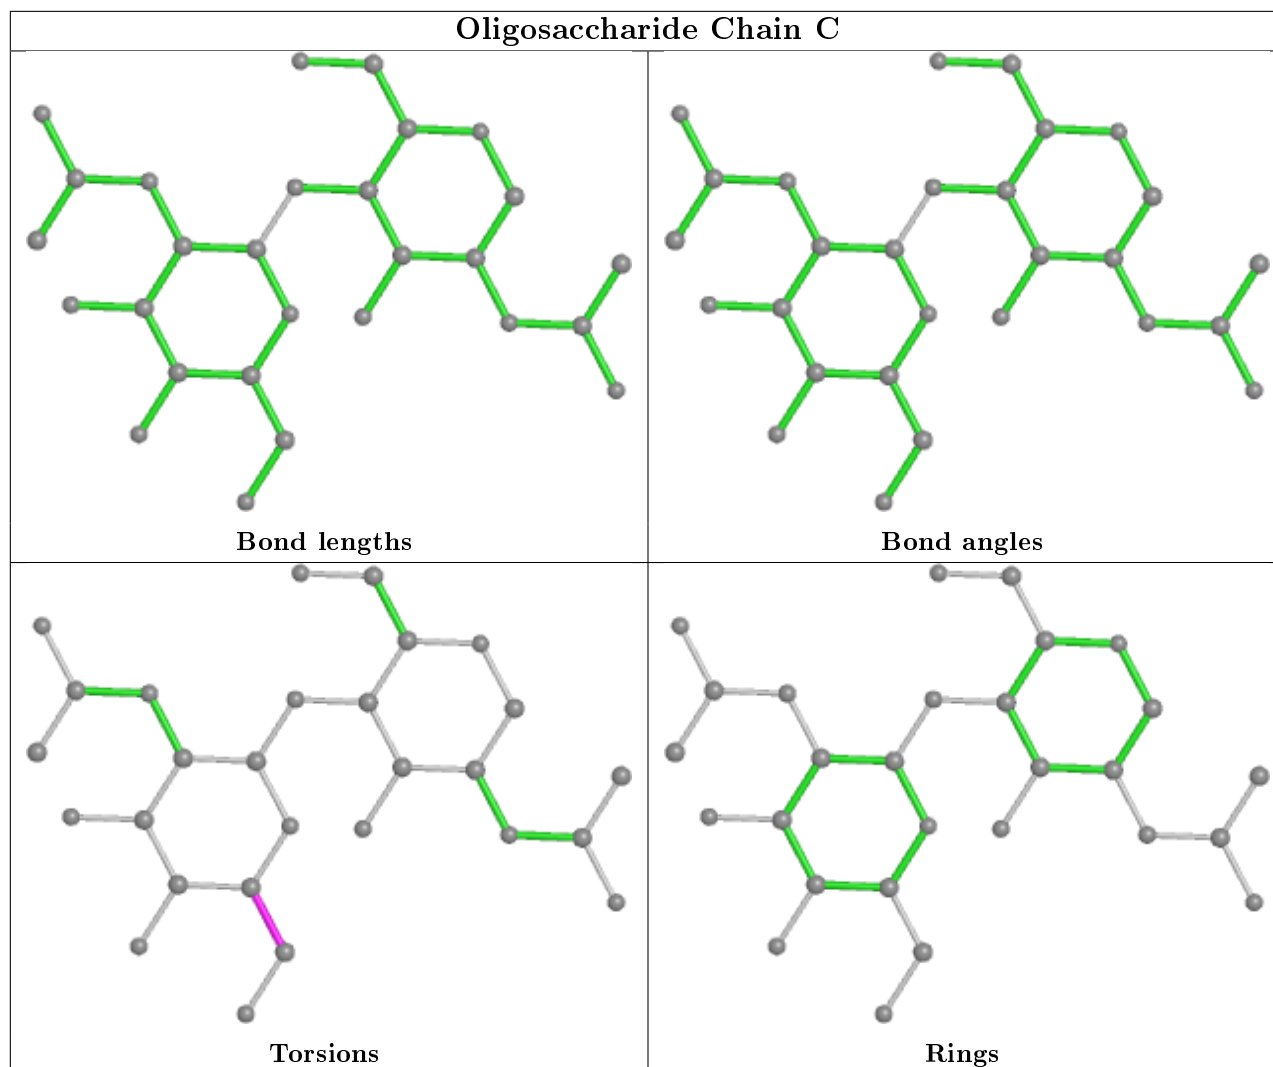 Oligosaccharide Chain C
Bond lengths
Bond angles
Torsions
Rings